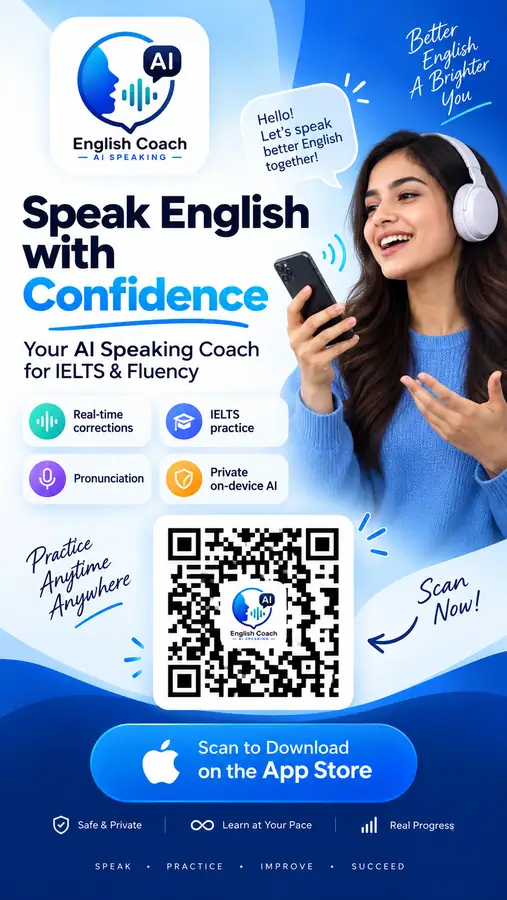 AI
English Coach
AI SPEAKING
Better
English
A Brighter
You
Hello!
Let's speak
better English
together!
Speak English
with
Confidence
Your AI Speaking Coach
for IELTS & Fluency
Real-time
corrections
IELTS
practice
Pronunciation
Private
on-device AI
Practice
Anytime
Anywhere
AI
English Coach
AI SPEAKING
Scan
Now!
Scan to Download
on the App Store
Safe & Private
Learn at Your Pace
Real Progress
SPEAK • PRACTICE • IMPROVE • SUCCEED